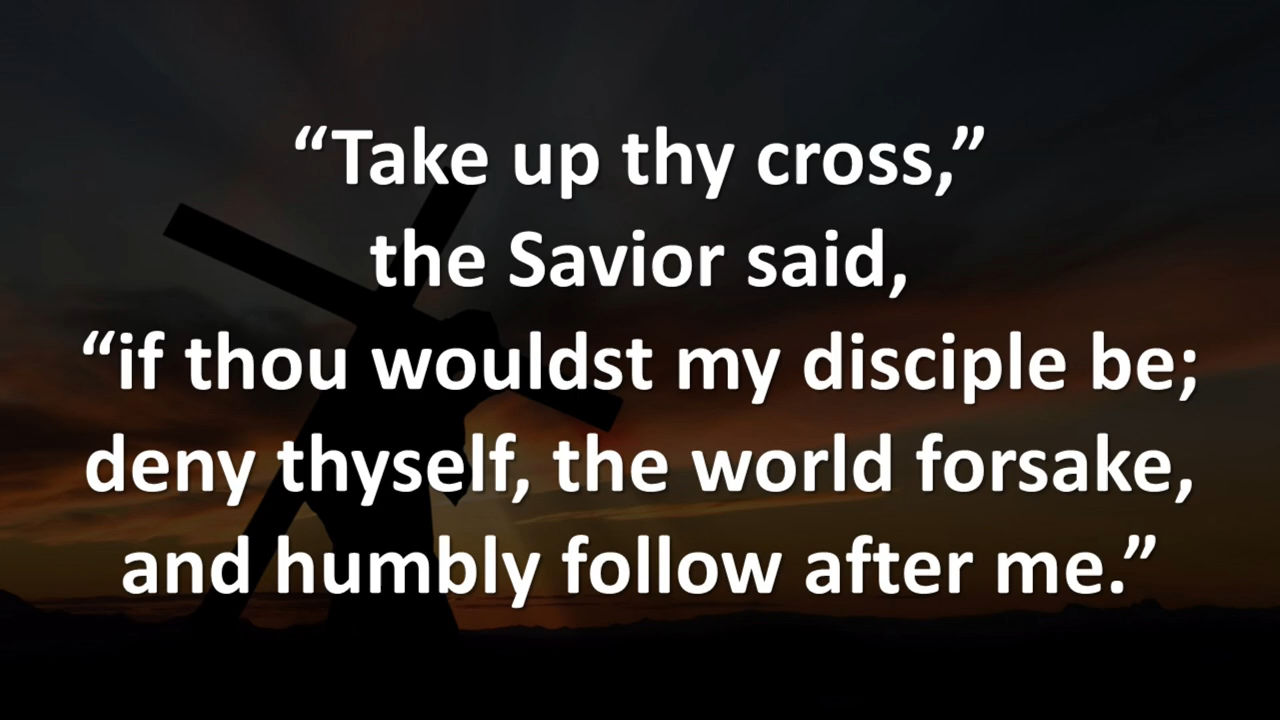 “Take up thy cross,”
the Savior said,
“if thou wouldst my disciple be;
deny thyself, the world forsake,
and humbly follow after me.”